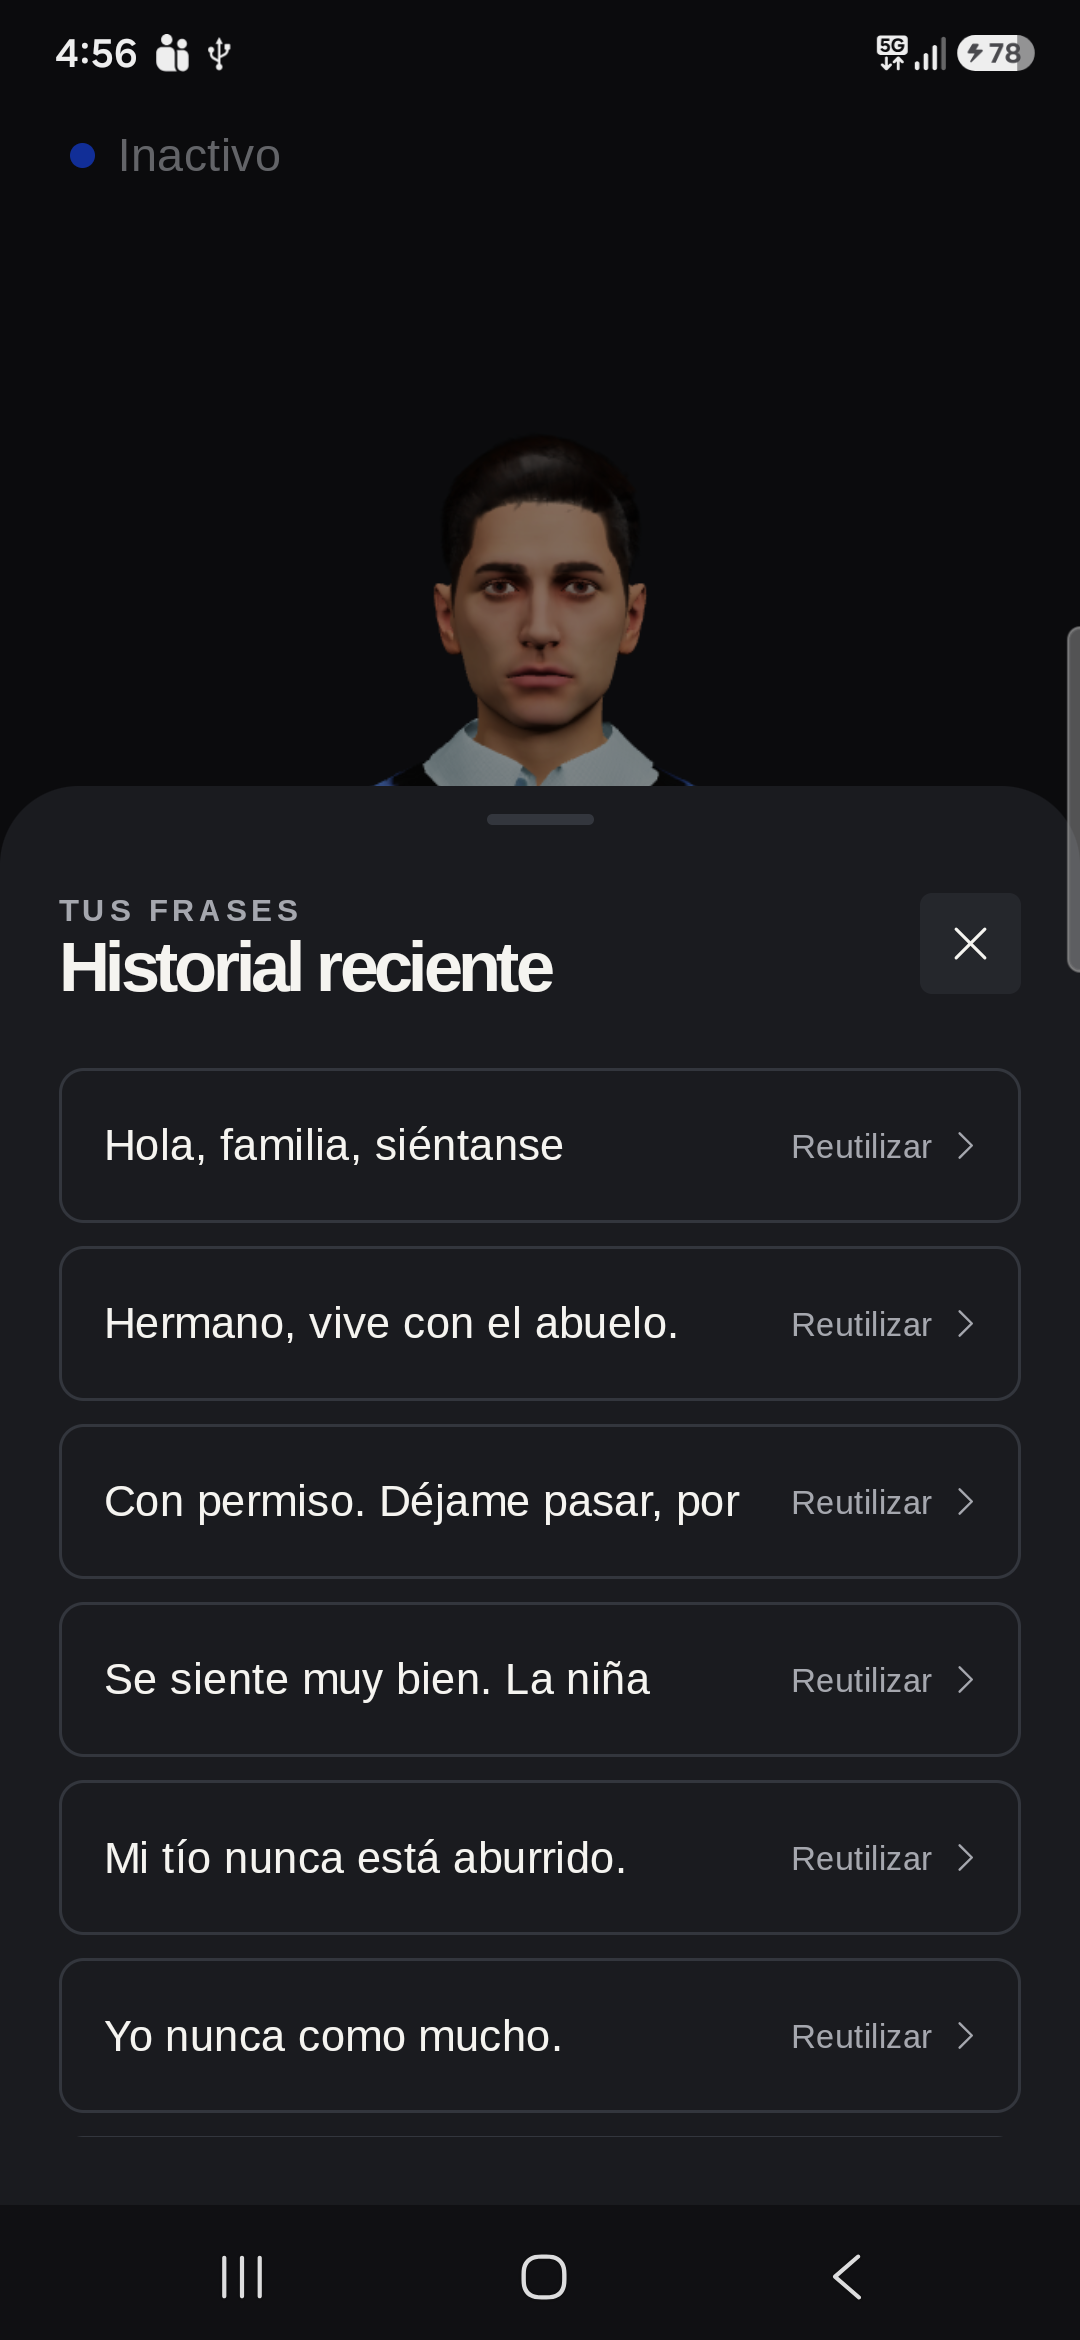 4:56
5G
78
Inactivo
TUS FRASES
Historial reciente
Hola, familia, siéntanse
Reutilizar
Hermano, vive con el abuelo.
Reutilizar
Con permiso. Déjame pasar, por
Reutilizar
Se siente muy bien. La niña
Reutilizar
Mi tío nunca está aburrido.
Reutilizar
Yo nunca como mucho.
Reutilizar